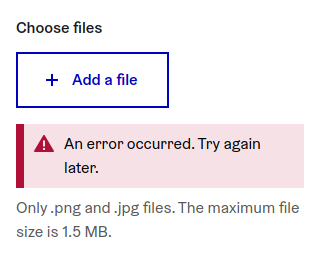 Choose files
+ Add a file
An error occurred. Try again
later.
Only .png and .jpg files. The maximum file
size is 1.5 MB.